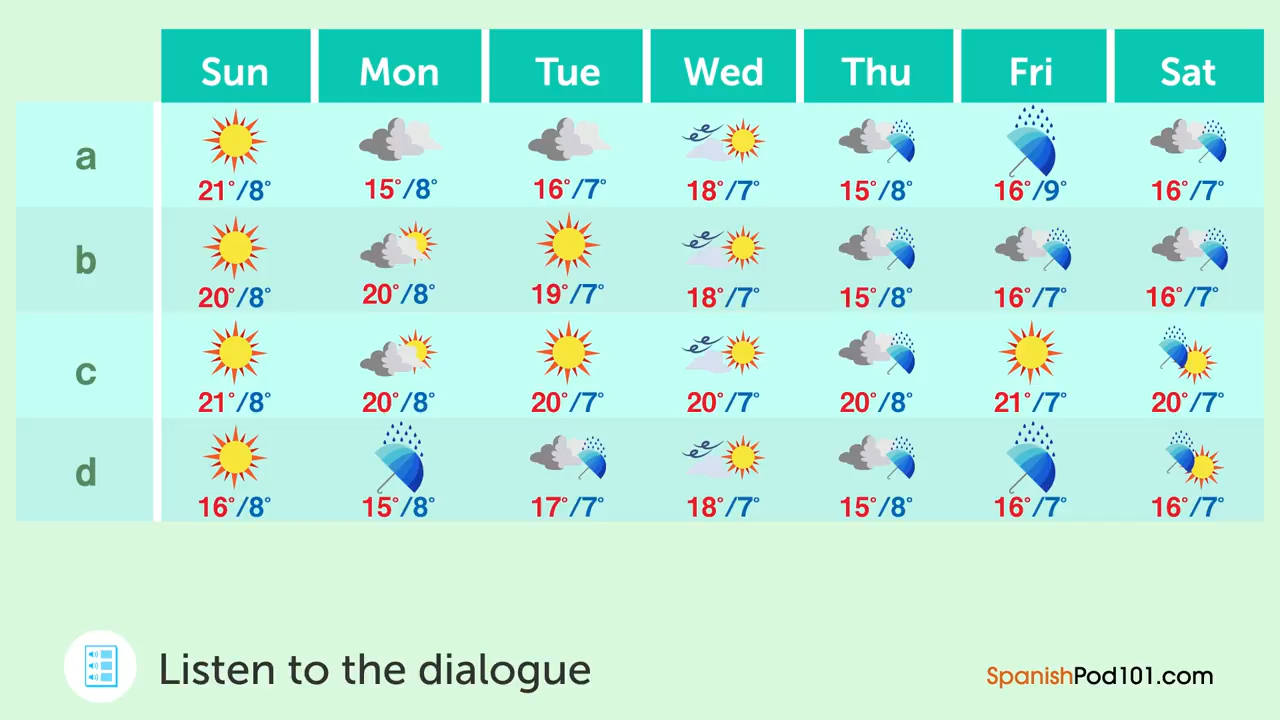 Sun Mon Tue Wed Thu Fri Sat
a
21°/8° 15°/8° 16°/7° 18°/7° 15°/8° 16°/9° 16°/7°
b
20°/8° 20°/8° 19°/7° 18°/7° 15°/8° 16°/7° 16°/7°
c
21°/8° 20°/8° 20°/7° 20°/7° 20°/8° 21°/7° 20°/7°
d
16°/8° 15°/8° 17°/7° 18°/7° 15°/8° 16°/7° 16°/7°
Listen to the dialogue
SpanishPod101.com